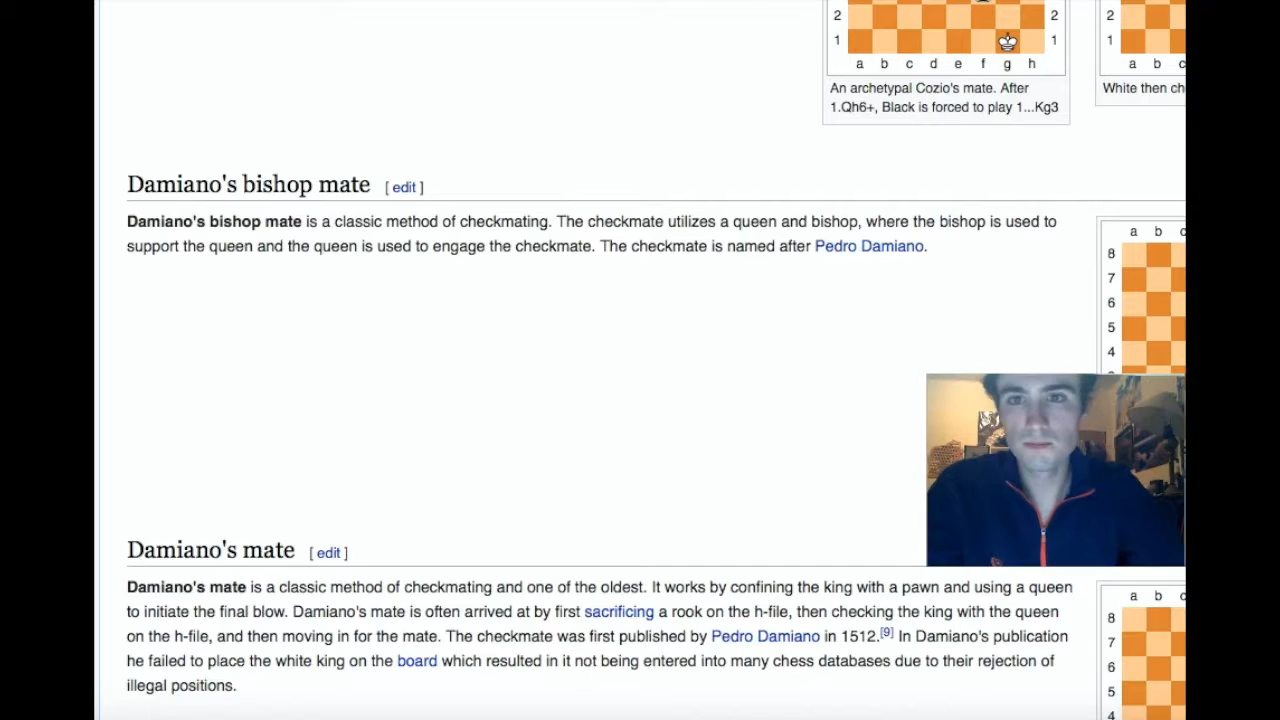 2 2 2
1 1 1
a b c d e f g h a b c
An archetypal Cozio's mate. After
1.Qh6+, Black is forced to play 1...Kg3
White then ch
Damiano's bishop mate [ edit ]
Damiano's bishop mate is a classic method of checkmating. The checkmate utilizes a queen and bishop, where the bishop is used to
support the queen and the queen is used to engage the checkmate. The checkmate is named after Pedro Damiano.
a b c
8
7
6
5
4
Damiano's mate [ edit ]
Damiano's mate is a classic method of checkmating and one of the oldest. It works by confining the king with a pawn and using a queen
to initiate the final blow. Damiano's mate is often arrived at by first sacrificing a rook on the h-file, then checking the king with the queen
on the h-file, and then moving in for the mate. The checkmate was first published by Pedro Damiano in 1512.[9] In Damiano's publication
he failed to place the white king on the board which resulted in it not being entered into many chess databases due to their rejection of
illegal positions.
a b c
8
7
6
5
4